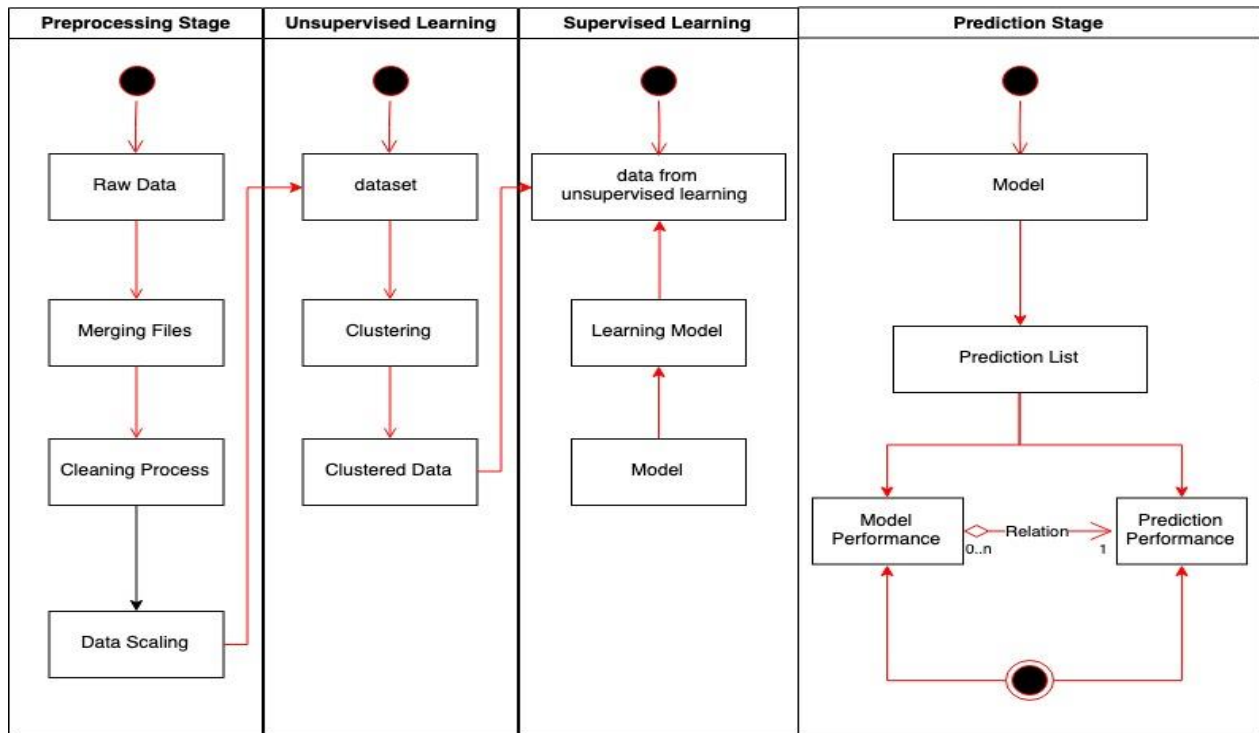 Preprocessing Stage
Unsupervised Learning
Supervised Learning
Prediction Stage
Raw Data
Merging Files
Cleaning Process
Data Scaling
dataset
Clustering
Clustered Data
data from
unsupervised learning
Learning Model
Model
Model
Prediction List
Model
Performance
0..n
Relation
1
Prediction
Performance